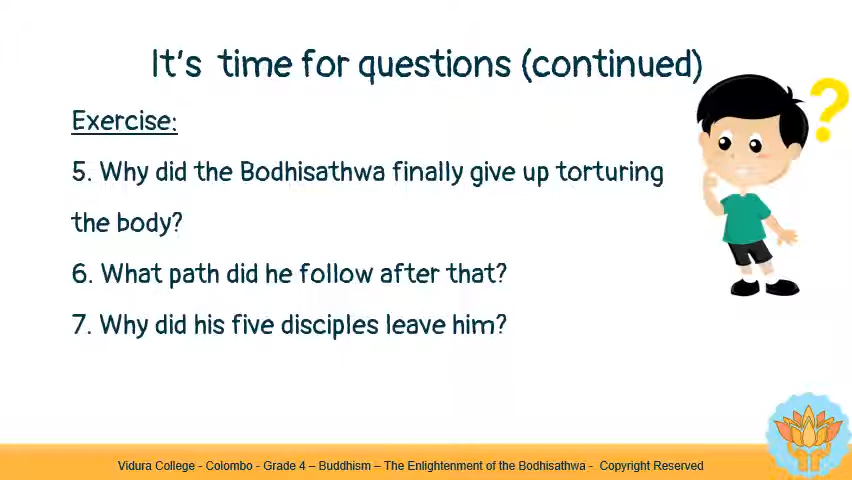 It's time for questions (continued)
Exercise:
5. Why did the Bodhisathwa finally give up torturing
the body?
6. What path did he follow after that?
7. Why did his five disciples leave him?
?
Vidura College - Colombo - Grade 4 – Buddhism – The Enlightenment of the Bodhisathwa - Copyright Reserved